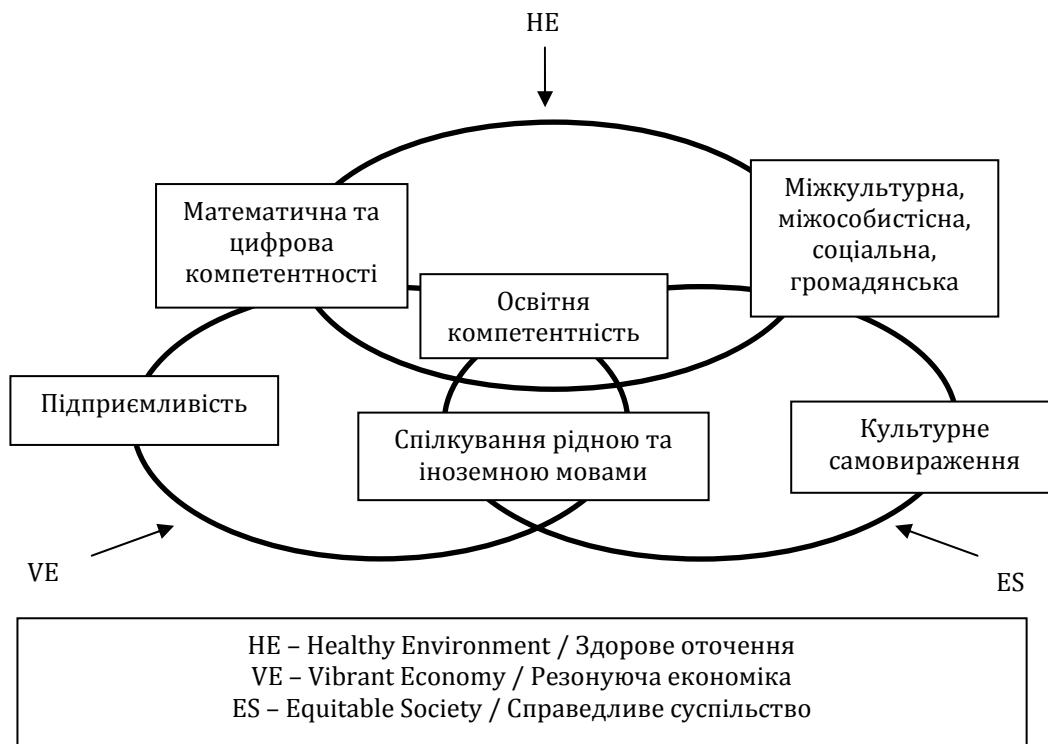 HE
Математична та
цифрова
компетентності
Міжкультурна,
міжособистісна,
соціальна,
громадянська
Освітня
компетентність
Підприємливість
Спілкування рідною та
іноземною мовами
Культурне
самовираження
VE
ES
HE – Healthy Environment / Здорове оточення
VE – Vibrant Economy / Резонуюча економіка
ES – Equitable Society / Справедливе суспільство